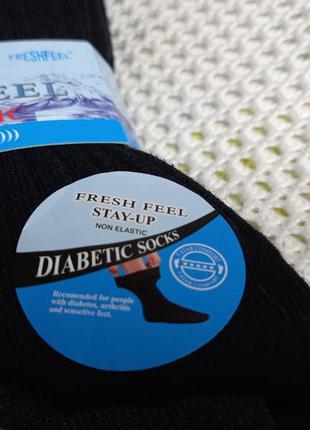 FRESHFEEL
EEL
IC
FRESH FEEL
STAY-UP
NON ELASTIC
DIABETIC SOCKS
Recomended for people
with diabetes, arthritis
and sensetive feet.